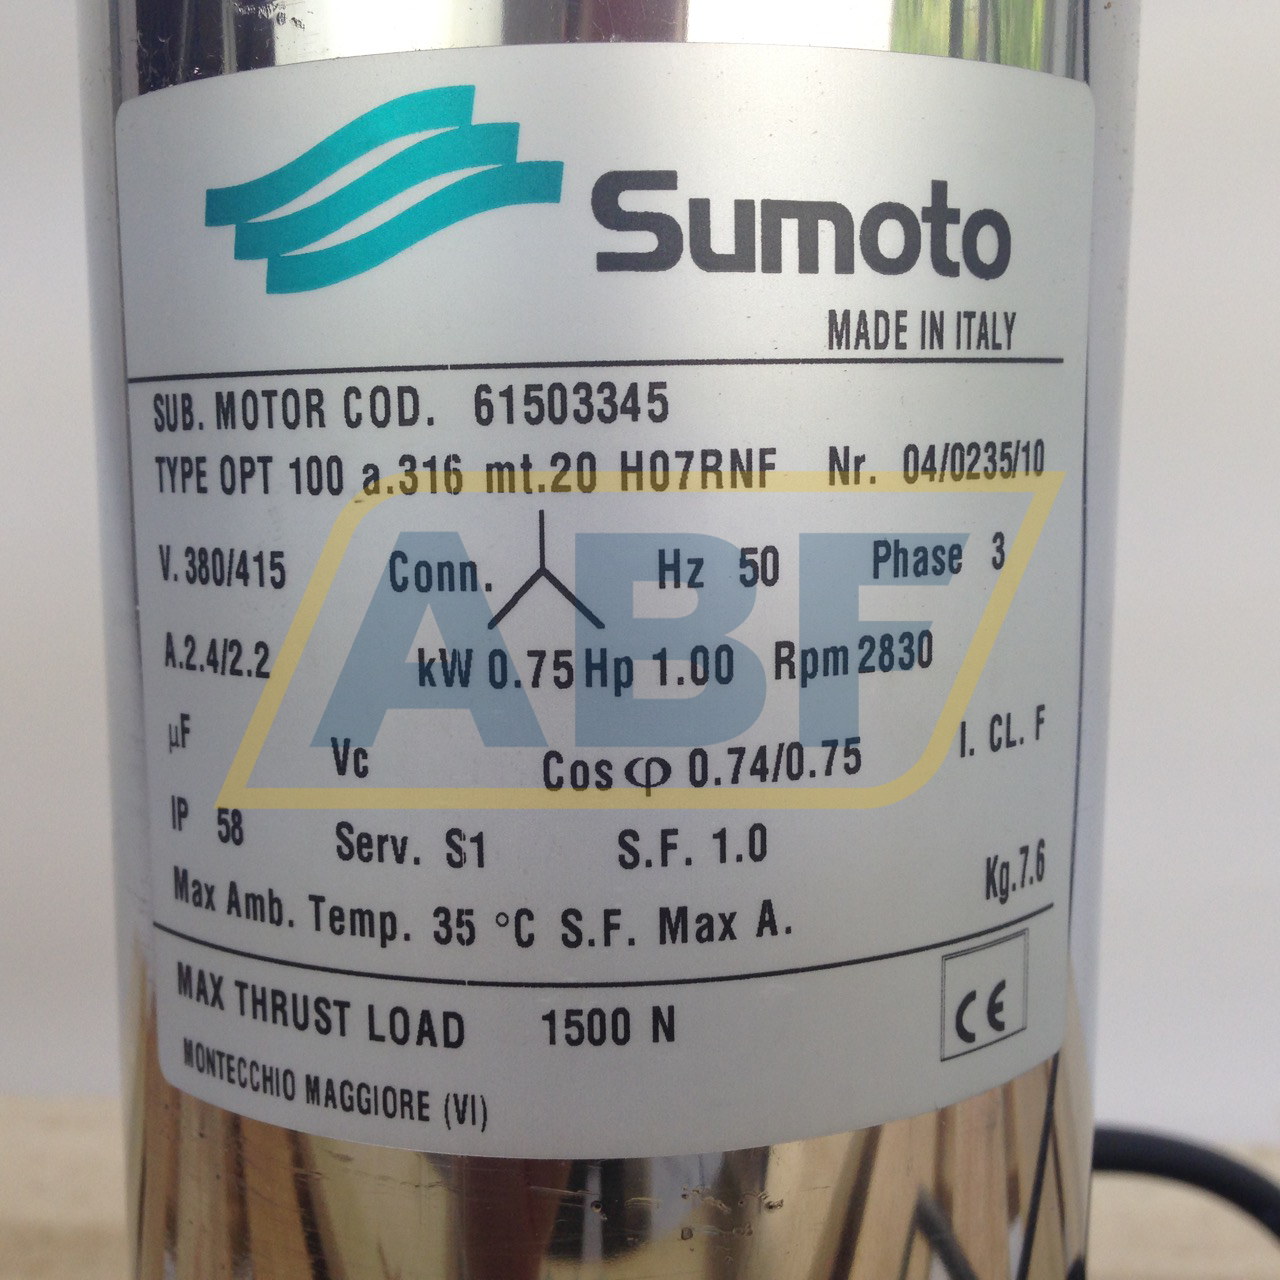 Sumoto
MADE IN ITALY
SUB. MOTOR COD. 61503345
TYPE OPT 100 a.316 mt.20 H07RNF Nr. 04/0235/10
V. 380/415 Conn. Hz 50 Phase 3
A.2.4/2.2 kW 0.75 Hp 1.00 Rpm 2830
µF Vc Cos φ 0.74/0.75 I. CL. F
IP 58 Serv. S1 S.F. 1.0 Kg.7.6
Max Amb. Temp. 35 °C S.F. Max A.
MAX THRUST LOAD 1500 N
CE
MONTECCHIO MAGGIORE (VI)
ABF